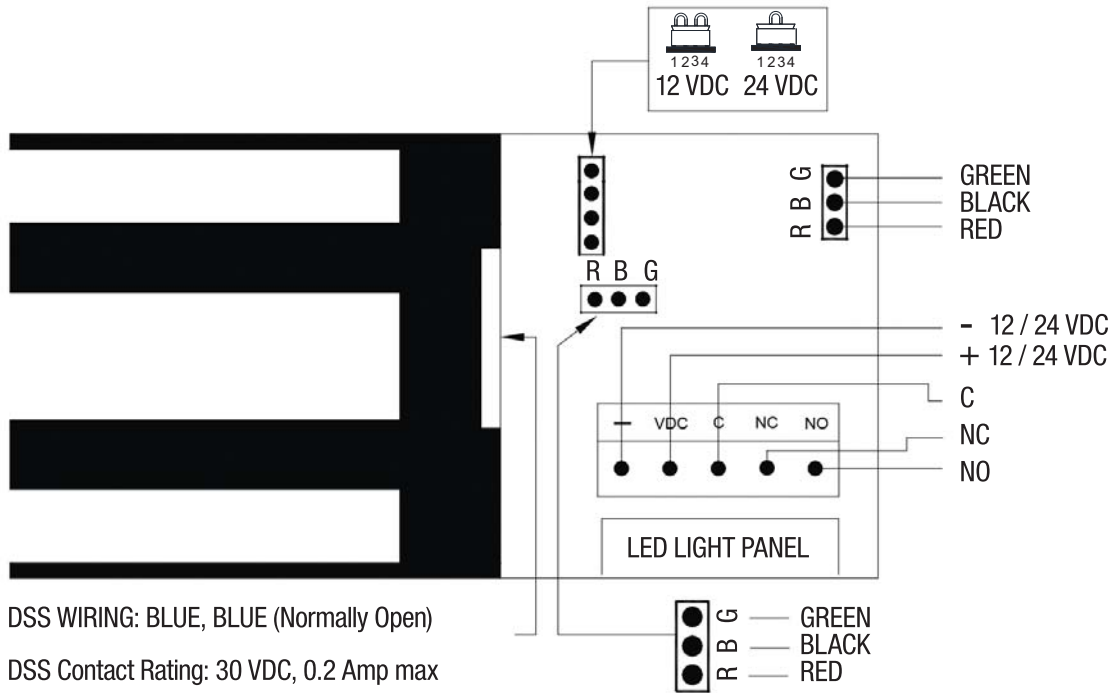 1234 1234
12 VDC 24 VDC
G GREEN
B BLACK
R RED
R B G
- 12 / 24 VDC
+ 12 / 24 VDC
C
NC
NO
— VDC C NC NO
LED LIGHT PANEL
DSS WIRING: BLUE, BLUE (Normally Open)
DSS Contact Rating: 30 VDC, 0.2 Amp max
G GREEN
B BLACK
R RED